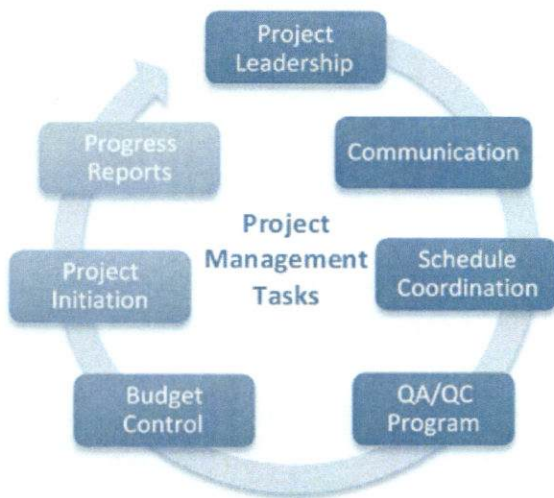 Project
Leadership
Communication
Schedule
Coordination
QA/QC
Program
Budget
Control
Project
Initiation
Progress
Reports
Project
Management
Tasks